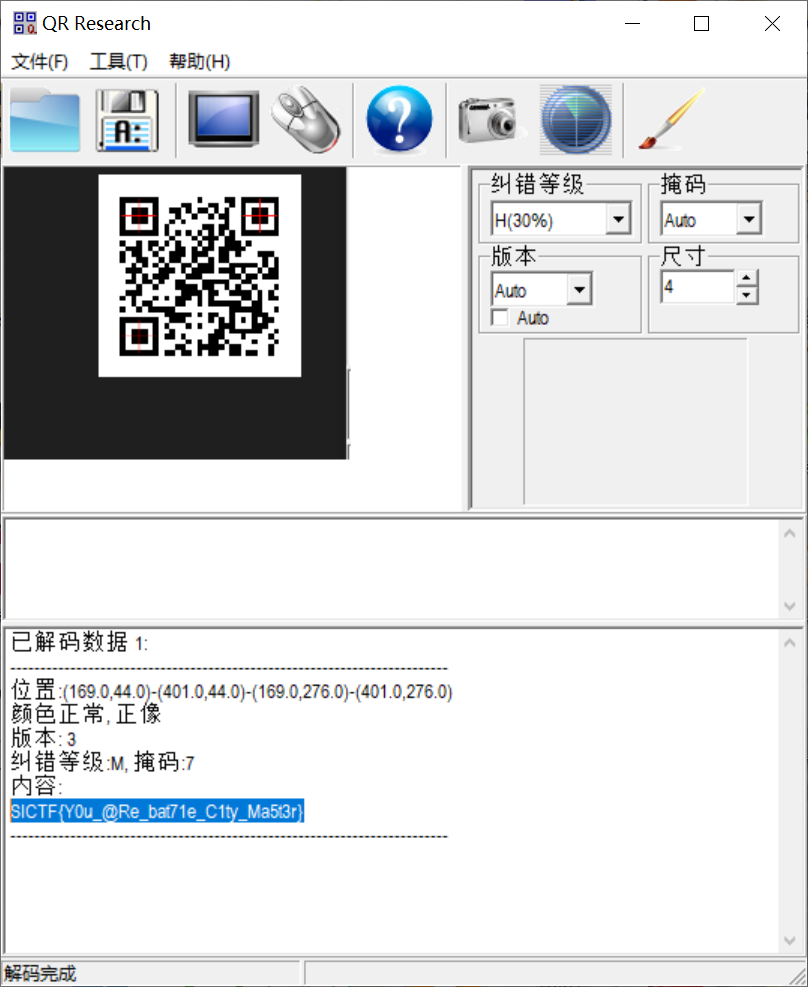 QR Research
文件(F) 工具(T) 帮助(H)
A:
?
纠错等级 掩码
H(30%) Auto
版本 尺寸
Auto 4
Auto
已解码数据 1:
--------------------------------------------------------------------------------
位置:(169.0,44.0)-(401.0,44.0)-(169.0,276.0)-(401.0,276.0)
颜色正常, 正像
版本: 3
纠错等级:M, 掩码:7
内容:
SICTF{Y0u_@Re_bat71e_C1ty_Ma5t3r}
--------------------------------------------------------------------------------
解码完成